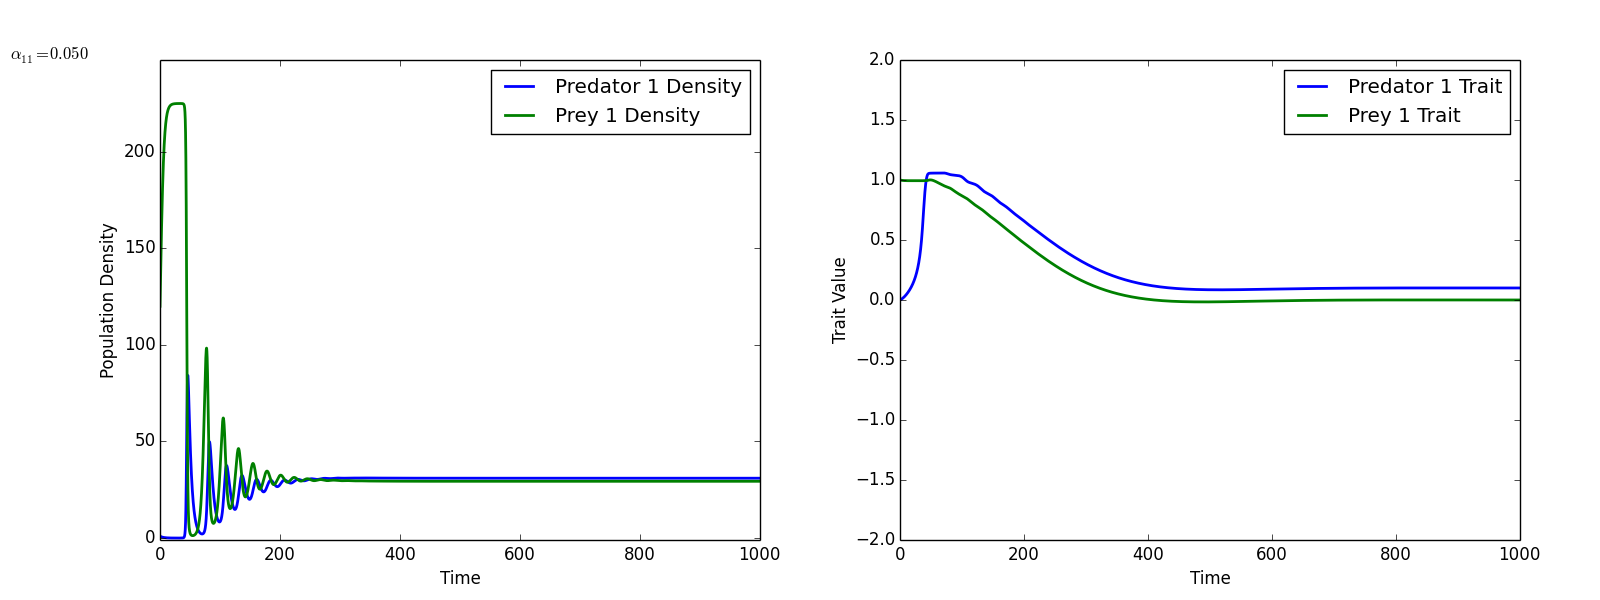 α₁₁=0.050
Predator 1 Density
Prey 1 Density
200
150
100
50
0
Population Density
0 200 400 600 800 1000
Time
Predator 1 Trait
Prey 1 Trait
2.0
1.5
1.0
0.5
0.0
−0.5
−1.0
−1.5
−2.0
Trait Value
0 200 400 600 800 1000
Time